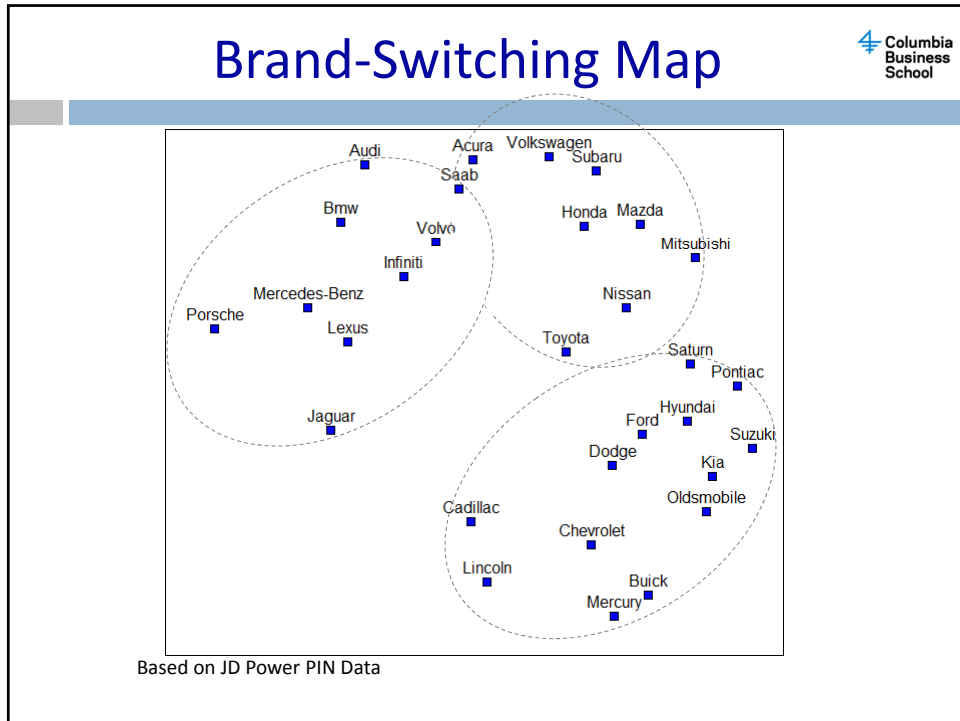 Brand-Switching Map
Columbia
Business
School
Audi
Acura
Volkswagen
Subaru
Saab
Bmw
Honda
Mazda
Volvo
Mitsubishi
Infiniti
Mercedes-Benz
Nissan
Porsche
Lexus
Toyota
Saturn
Pontiac
Jaguar
Hyundai
Ford
Suzuki
Dodge
Kia
Oldsmobile
Cadillac
Chevrolet
Lincoln
Buick
Mercury
Based on JD Power PIN Data